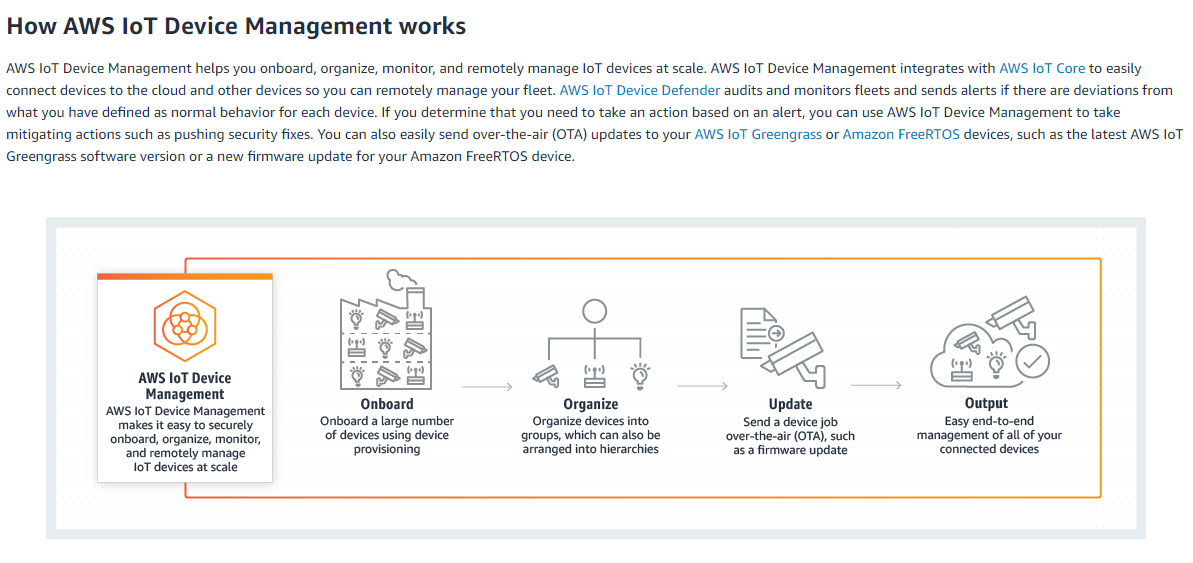 How AWS IoT Device Management works
AWS IoT Device Management helps you onboard, organize, monitor, and remotely manage IoT devices at scale. AWS IoT Device Management integrates with AWS IoT Core to easily
connect devices to the cloud and other devices so you can remotely manage your fleet. AWS IoT Device Defender audits and monitors fleets and sends alerts if there are deviations from
what you have defined as normal behavior for each device. If you determine that you need to take an action based on an alert, you can use AWS IoT Device Management to take
mitigating actions such as pushing security fixes. You can also easily send over-the-air (OTA) updates to your AWS IoT Greengrass or Amazon FreeRTOS devices, such as the latest AWS IoT
Greengrass software version or a new firmware update for your Amazon FreeRTOS device.
AWS IoT Device
Management
AWS IoT Device Management
makes it easy to securely
onboard, organize, monitor,
and remotely manage
IoT devices at scale
Onboard
Onboard a large number
of devices using device
provisioning
Organize
Organize devices into
groups, which can also be
arranged into hierarchies
Update
Send a device job
over-the-air (OTA), such
as a firmware update
Output
Easy end-to-end
management of all of your
connected devices